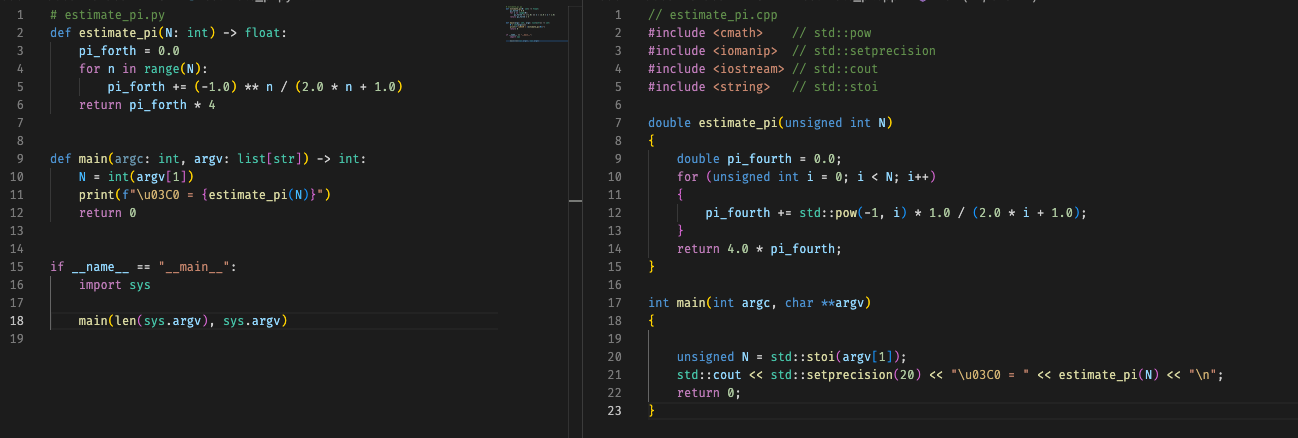 1 # estimate_pi.py
2 def estimate_pi(N: int) -> float:
3     pi_forth = 0.0
4     for n in range(N):
5         pi_forth += (-1.0) ** n / (2.0 * n + 1.0)
6     return pi_forth * 4
7
8
9 def main(argc: int, argv: list[str]) -> int:
10     N = int(argv[1])
11     print(f"\u03C0 = {estimate_pi(N)}")
12     return 0
13
14
15 if __name__ == "__main__":
16     import sys
17
18     main(len(sys.argv), sys.argv)
19
1 // estimate_pi.cpp
2 #include <cmath>    // std::pow
3 #include <iomanip>  // std::setprecision
4 #include <iostream> // std::cout
5 #include <string>   // std::stoi
6
7 double estimate_pi(unsigned int N)
8 {
9     double pi_fourth = 0.0;
10     for (unsigned int i = 0; i < N; i++)
11     {
12         pi_fourth += std::pow(-1, i) * 1.0 / (2.0 * i + 1.0);
13     }
14     return 4.0 * pi_fourth;
15 }
16
17 int main(int argc, char **argv)
18 {
19
20     unsigned N = std::stoi(argv[1]);
21     std::cout << std::setprecision(20) << "\u03C0 = " << estimate_pi(N) << "\n";
22     return 0;
23 }